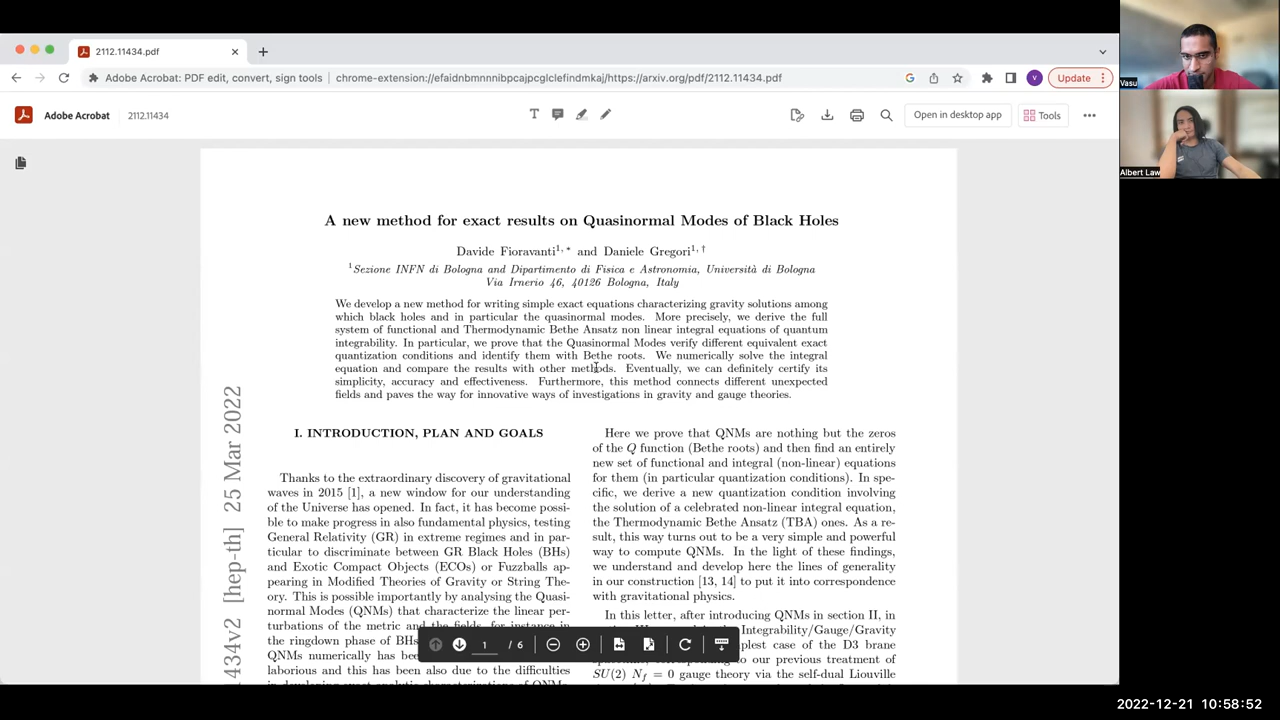 2112.11434.pdf
Adobe Acrobat: PDF edit, convert, sign tools
chrome-extension://efaidnbmnnnibpcajpcglclefindmkaj/https://arxiv.org/pdf/2112.11434.pdf
Update
Adobe Acrobat
2112.11434
Open in desktop app
Tools
Vasu
Albert Law
A new method for exact results on Quasinormal Modes of Black Holes
Davide Fioravanti1, * and Daniele Gregori1, †
1Sezione INFN di Bologna and Dipartimento di Fisica e Astronomia, Università di Bologna
Via Irnerio 46, 40126 Bologna, Italy
We develop a new method for writing simple exact equations characterizing gravity solutions among
which black holes and in particular the quasinormal modes. More precisely, we derive the full
system of functional and Thermodynamic Bethe Ansatz non linear integral equations of quantum
integrability. In particular, we prove that the Quasinormal Modes verify different equivalent exact
quantization conditions and identify them with Bethe roots. We numerically solve the integral
equation and compare the results with other methods. Eventually, we can definitely certify its
simplicity, accuracy and effectiveness. Furthermore, this method connects different unexpected
fields and paves the way for innovative ways of investigations in gravity and gauge theories.
434v2 [hep-th] 25 Mar 2022
I. INTRODUCTION, PLAN AND GOALS
Thanks to the extraordinary discovery of gravitational
waves in 2015 [1], a new window for our understanding
of the Universe has opened. In fact, it has become possi-
ble to make progress in also fundamental physics, testing
General Relativity (GR) in extreme regimes and in par-
ticular to discriminate between GR Black Holes (BHs)
and Exotic Compact Objects (ECOs) or Fuzzballs ap-
pearing in Modified Theories of Gravity or String The-
ory. This is possible importantly by analysing the Quasi-
normal Modes (QNMs) that characterize the linear per-
turbations of the metric and the fields, for instance in
the ringdown phase of BHs
QNMs numerically has bee
laborious and this has been also due to the difficulties
in developing exact analytic characterizations of QNMs.
Here we prove that QNMs are nothing but the zeros
of the Q function (Bethe roots) and then find an entirely
new set of functional and integral (non-linear) equations
for them (in particular quantization conditions). In spe-
cific, we derive a new quantization condition involving
the solution of a celebrated non-linear integral equation,
the Thermodynamic Bethe Ansatz (TBA) ones. As a re-
sult, this way turns out to be a very simple and powerful
way to compute QNMs. In the light of these findings,
we understand and develop here the lines of generality
in our construction [13, 14] to put it into correspondence
with gravitational physics.
In this letter, after introducing QNMs in section II, in
Integrability/Gauge/Gravity
plest case of the D3 brane
to our previous treatment of
SU(2) Nf = 0 gauge theory via the self-dual Liouville
1 / 6
2022-12-21 10:58:52